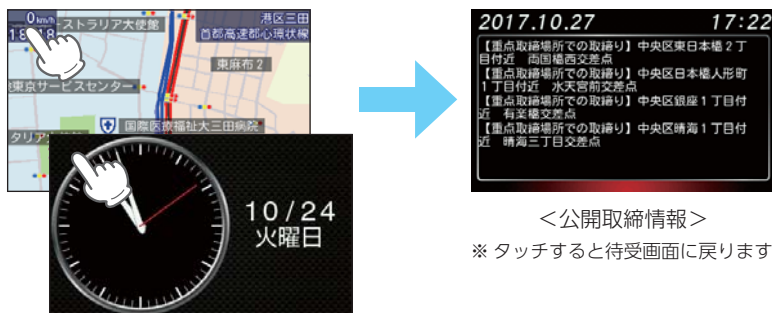 0 km/h
18 18
ーストラリア大使館
港区三田
首都高速都心環状線
東麻布2
東京サービスセンター
国際医療福祉大三田病院
タリア
10/24
火曜日
2017.10.27 17:22
【重点取締場所での取締り】中央区東日本橋2丁
目付近 両国橋西交差点
【重点取締場所での取締り】中央区日本橋人形町
1丁目付近 水天宮前交差点
【重点取締場所での取締り】中央区銀座1丁目付
近 有楽橋交差点
【重点取締場所での取締り】中央区晴海1丁目付
近 晴海三丁目交差点
＜公開取締情報＞
※ タッチすると待受画面に戻ります